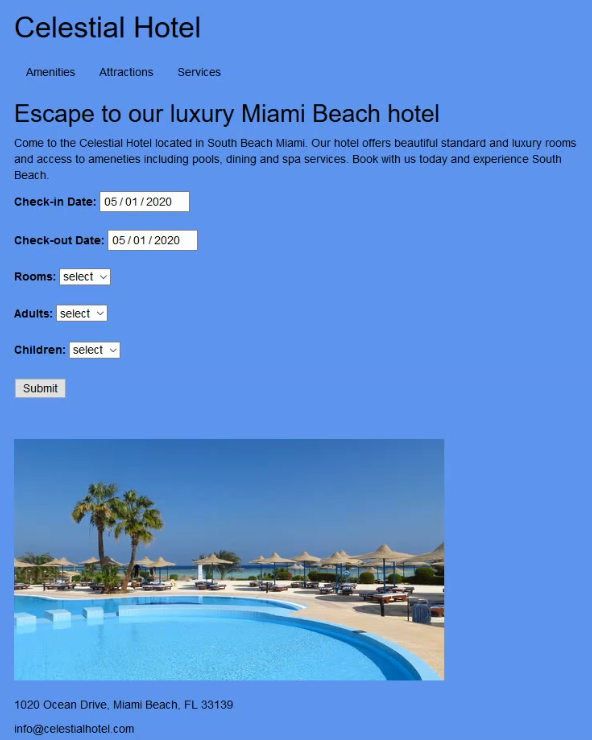 Celestial Hotel
Amenities Attractions Services
Escape to our luxury Miami Beach hotel
Come to the Celestial Hotel located in South Beach Miami. Our hotel offers beautiful standard and luxury rooms
and access to ameneties including pools, dining and spa services. Book with us today and experience South
Beach.
Check-in Date: 05/01/2020
Check-out Date: 05/01/2020
Rooms: select
Adults: select
Children: select
Submit
1020 Ocean Drive, Miami Beach, FL 33139
info@celestialhotel.com